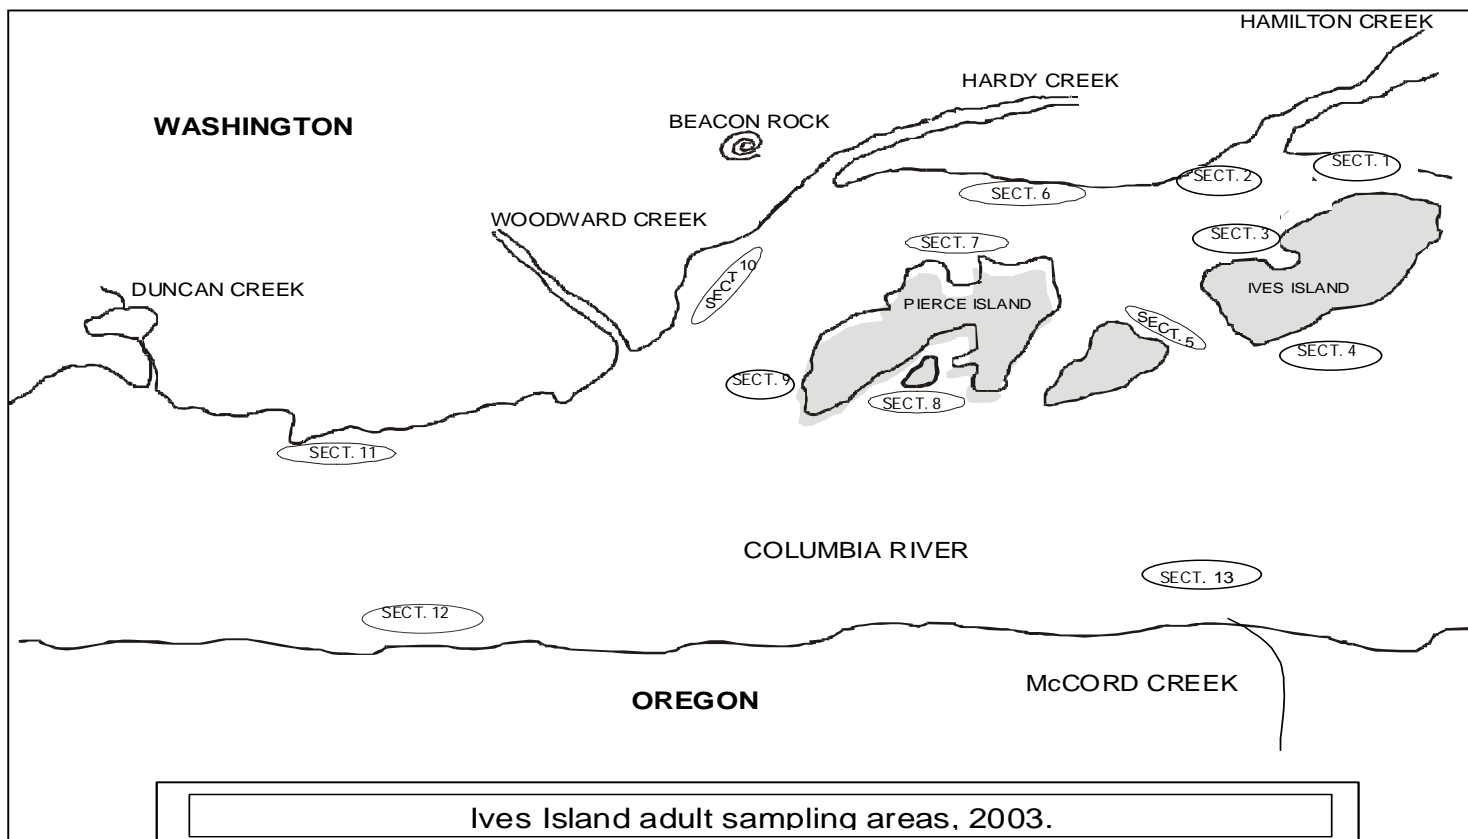 HAMILTON CREEK
HARDY CREEK
BEACON ROCK
WASHINGTON
SECT. 1
SECT. 2
SECT. 6
WOODWARD CREEK
SECT. 3
SECT. 7
SECT 10
DUNCAN CREEK
IVES ISLAND
PIERCE ISLAND
SECT. 5
SECT. 4
SECT. 9
SECT. 8
SECT. 11
COLUMBIA RIVER
SECT. 13
SECT. 12
McCORD CREEK
OREGON
Ives Island adult sampling areas, 2003.